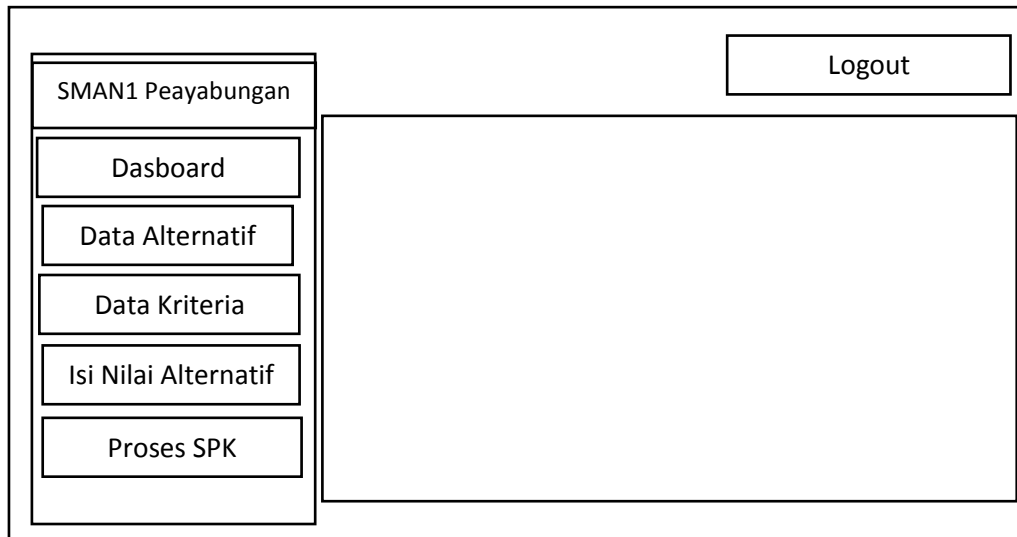 Logout
SMAN1 Peayabungan
Dasboard
Data Alternatif
Data Kriteria
Isi Nilai Alternatif
Proses SPK